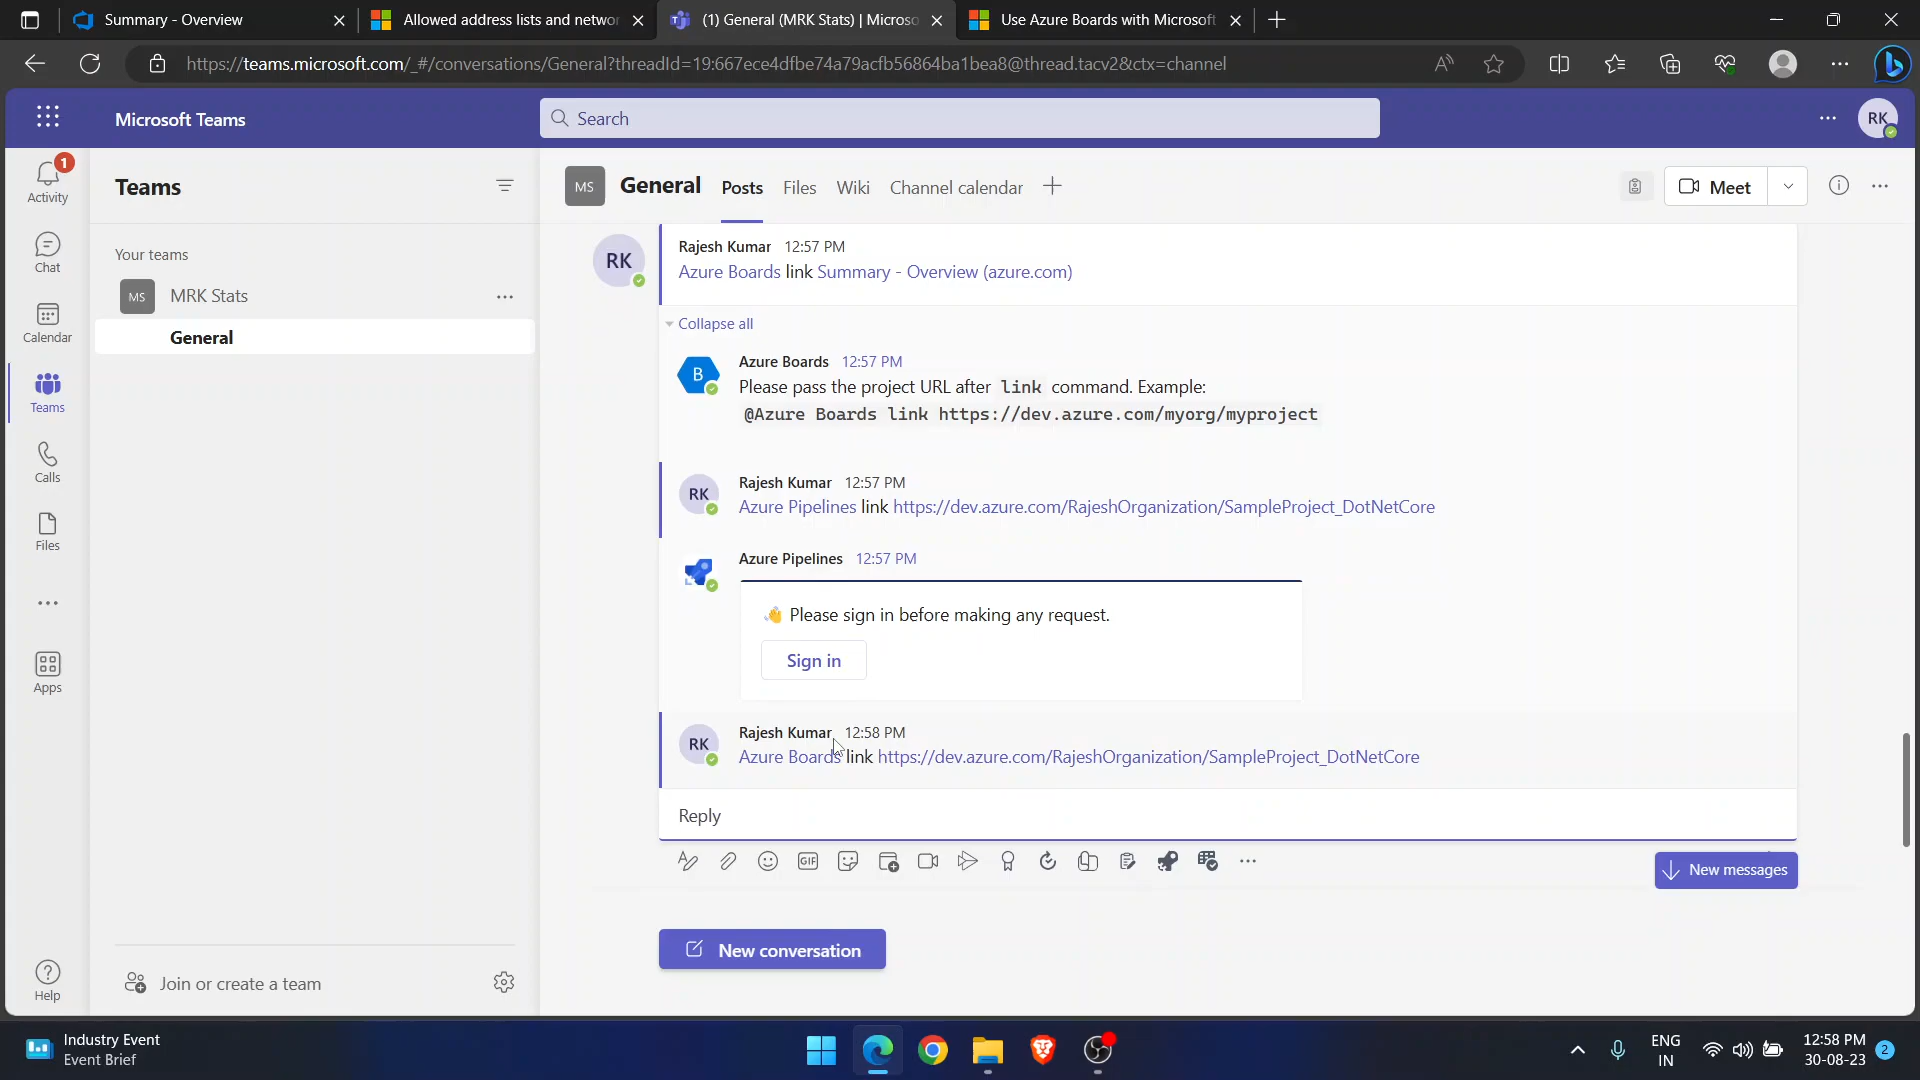 Summary - Overview
Allowed address lists and networ
(1) General (MRK Stats) | Microso
Use Azure Boards with Microsoft
https://teams.microsoft.com/_#/conversations/General?threadId=19:667ece4dfbe74a79acfb56864ba1bea8@thread.tacv2&ctx=channel
Microsoft Teams
Search
RK
1
Activity
Chat
Calendar
Teams
Calls
Files
Apps
Help
Teams
Your teams
MS MRK Stats
General
Join or create a team
MS General Posts Files Wiki Channel calendar
Meet
RK
Rajesh Kumar 12:57 PM
Azure Boards link Summary - Overview (azure.com)
Collapse all
B
Azure Boards 12:57 PM
Please pass the project URL after link command. Example:
@Azure Boards link https://dev.azure.com/myorg/myproject
RK
Rajesh Kumar 12:57 PM
Azure Pipelines link https://dev.azure.com/RajeshOrganization/SampleProject_DotNetCore
Azure Pipelines 12:57 PM
👋 Please sign in before making any request.
Sign in
RK
Rajesh Kumar 12:58 PM
Azure Boards link https://dev.azure.com/RajeshOrganization/SampleProject_DotNetCore
Reply
GIF
New messages
New conversation
Industry Event
Event Brief
ENG
IN
12:58 PM
30-08-23
2